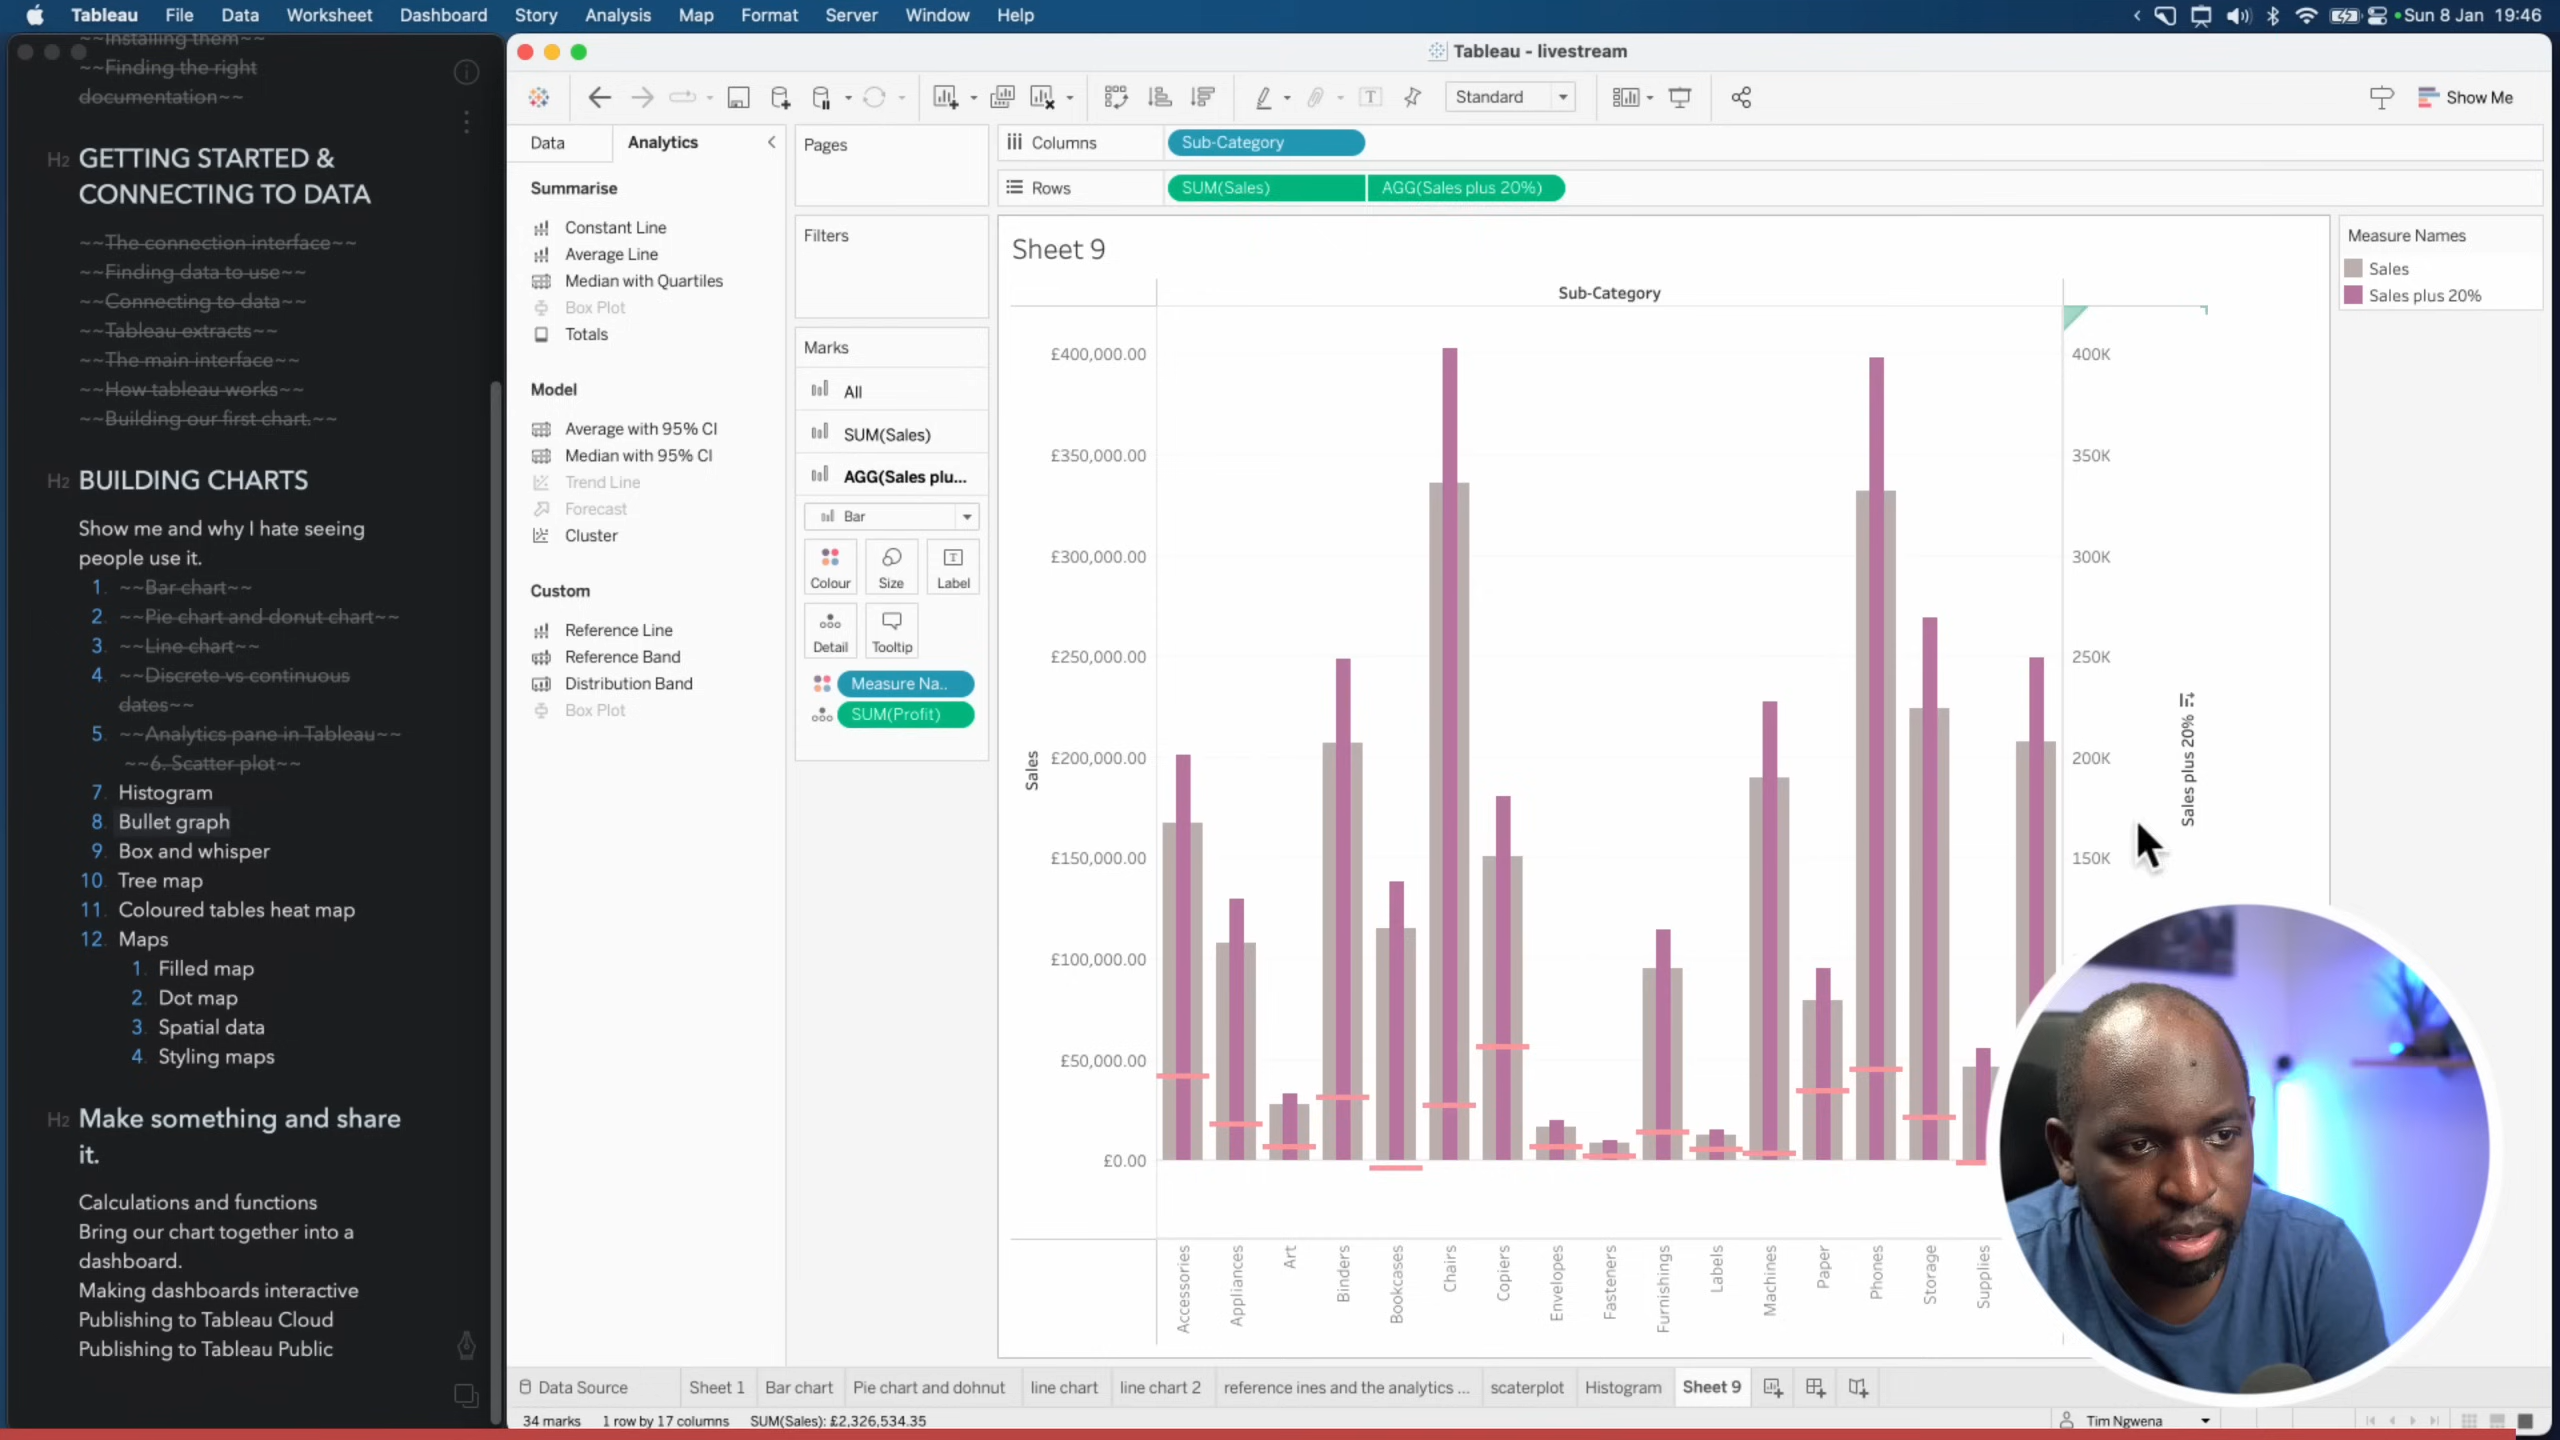 Tableau File Data Worksheet Dashboard Story Analysis Map Format Server Window Help
Sun 8 Jan 19:46
~~Installing them~~
~~Finding the right
documentation~~
H2 GETTING STARTED &
CONNECTING TO DATA
~~The connection interface~~
~~Finding data to use~~
~~Connecting to data~~
~~Tableau extracts~~
~~The main interface~~
~~How tableau works~~
~~Building our first chart.~~
H2 BUILDING CHARTS
Show me and why I hate seeing
people use it.
1. ~~Bar chart~~
2. ~~Pie chart and donut chart~~
3. ~~Line chart~~
4. ~~Discrete vs continuous
dates~~
5. ~~Analytics pane in Tableau~~
~~6. Scatter plot~~
7. Histogram
8. Bullet graph
9. Box and whisper
10. Tree map
11. Coloured tables heat map
12. Maps
1. Filled map
2. Dot map
3. Spatial data
4. Styling maps
H2 Make something and share
it.
Calculations and functions
Bring our chart together into a
dashboard.
Making dashboards interactive
Publishing to Tableau Cloud
Publishing to Tableau Public
Tableau - livestream
Standard
Show Me
Data Analytics
Summarise
Constant Line
Average Line
Median with Quartiles
Box Plot
Totals
Model
Average with 95% CI
Median with 95% CI
Trend Line
Forecast
Cluster
Custom
Reference Line
Reference Band
Distribution Band
Box Plot
Pages
Filters
Marks
All
SUM(Sales)
AGG(Sales plu...
Bar
Colour Size Label
Detail Tooltip
Measure Na..
SUM(Profit)
Columns Sub-Category
Rows SUM(Sales) AGG(Sales plus 20%)
Sheet 9
Sub-Category
£400,000.00
£350,000.00
£300,000.00
£250,000.00
£200,000.00
£150,000.00
£100,000.00
£50,000.00
£0.00
Sales
400K
350K
300K
250K
200K
150K
Sales plus 20%
Accessories
Appliances
Art
Binders
Bookcases
Chairs
Copiers
Envelopes
Fasteners
Furnishings
Labels
Machines
Paper
Phones
Storage
Supplies
Measure Names
Sales
Sales plus 20%
Data Source Sheet 1 Bar chart Pie chart and dohnut line chart line chart 2 reference ines and the analytics ... scaterplot Histogram Sheet 9
34 marks 1 row by 17 columns SUM(Sales): £2,326,534.35
Tim Ngwena